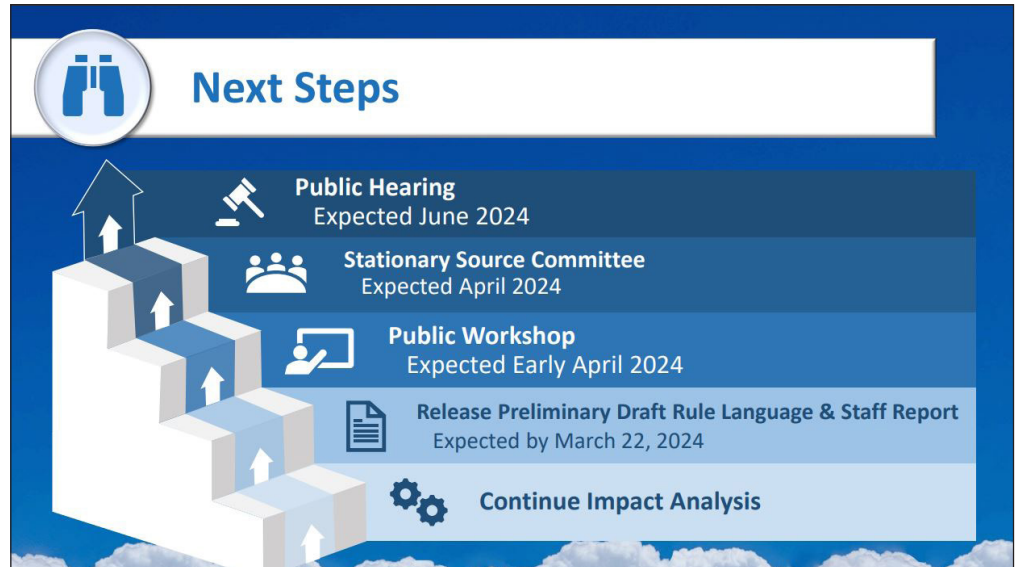 Next Steps
Public Hearing
Expected June 2024
Stationary Source Committee
Expected April 2024
Public Workshop
Expected Early April 2024
Release Preliminary Draft Rule Language & Staff Report
Expected by March 22, 2024
Continue Impact Analysis